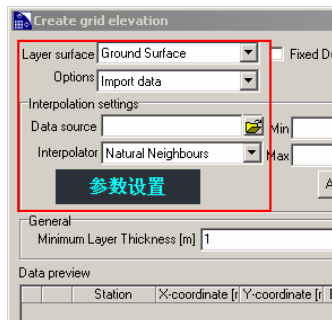 Create grid elevation
Layer surface Ground Surface Fixed
Options Import data
Interpolation settings
Data source Min
Interpolator Natural Neighbours Max
参数设置
General
Minimum Layer Thickness [m] 1
Data preview
Station X-coordinate [ Y-coordinate [